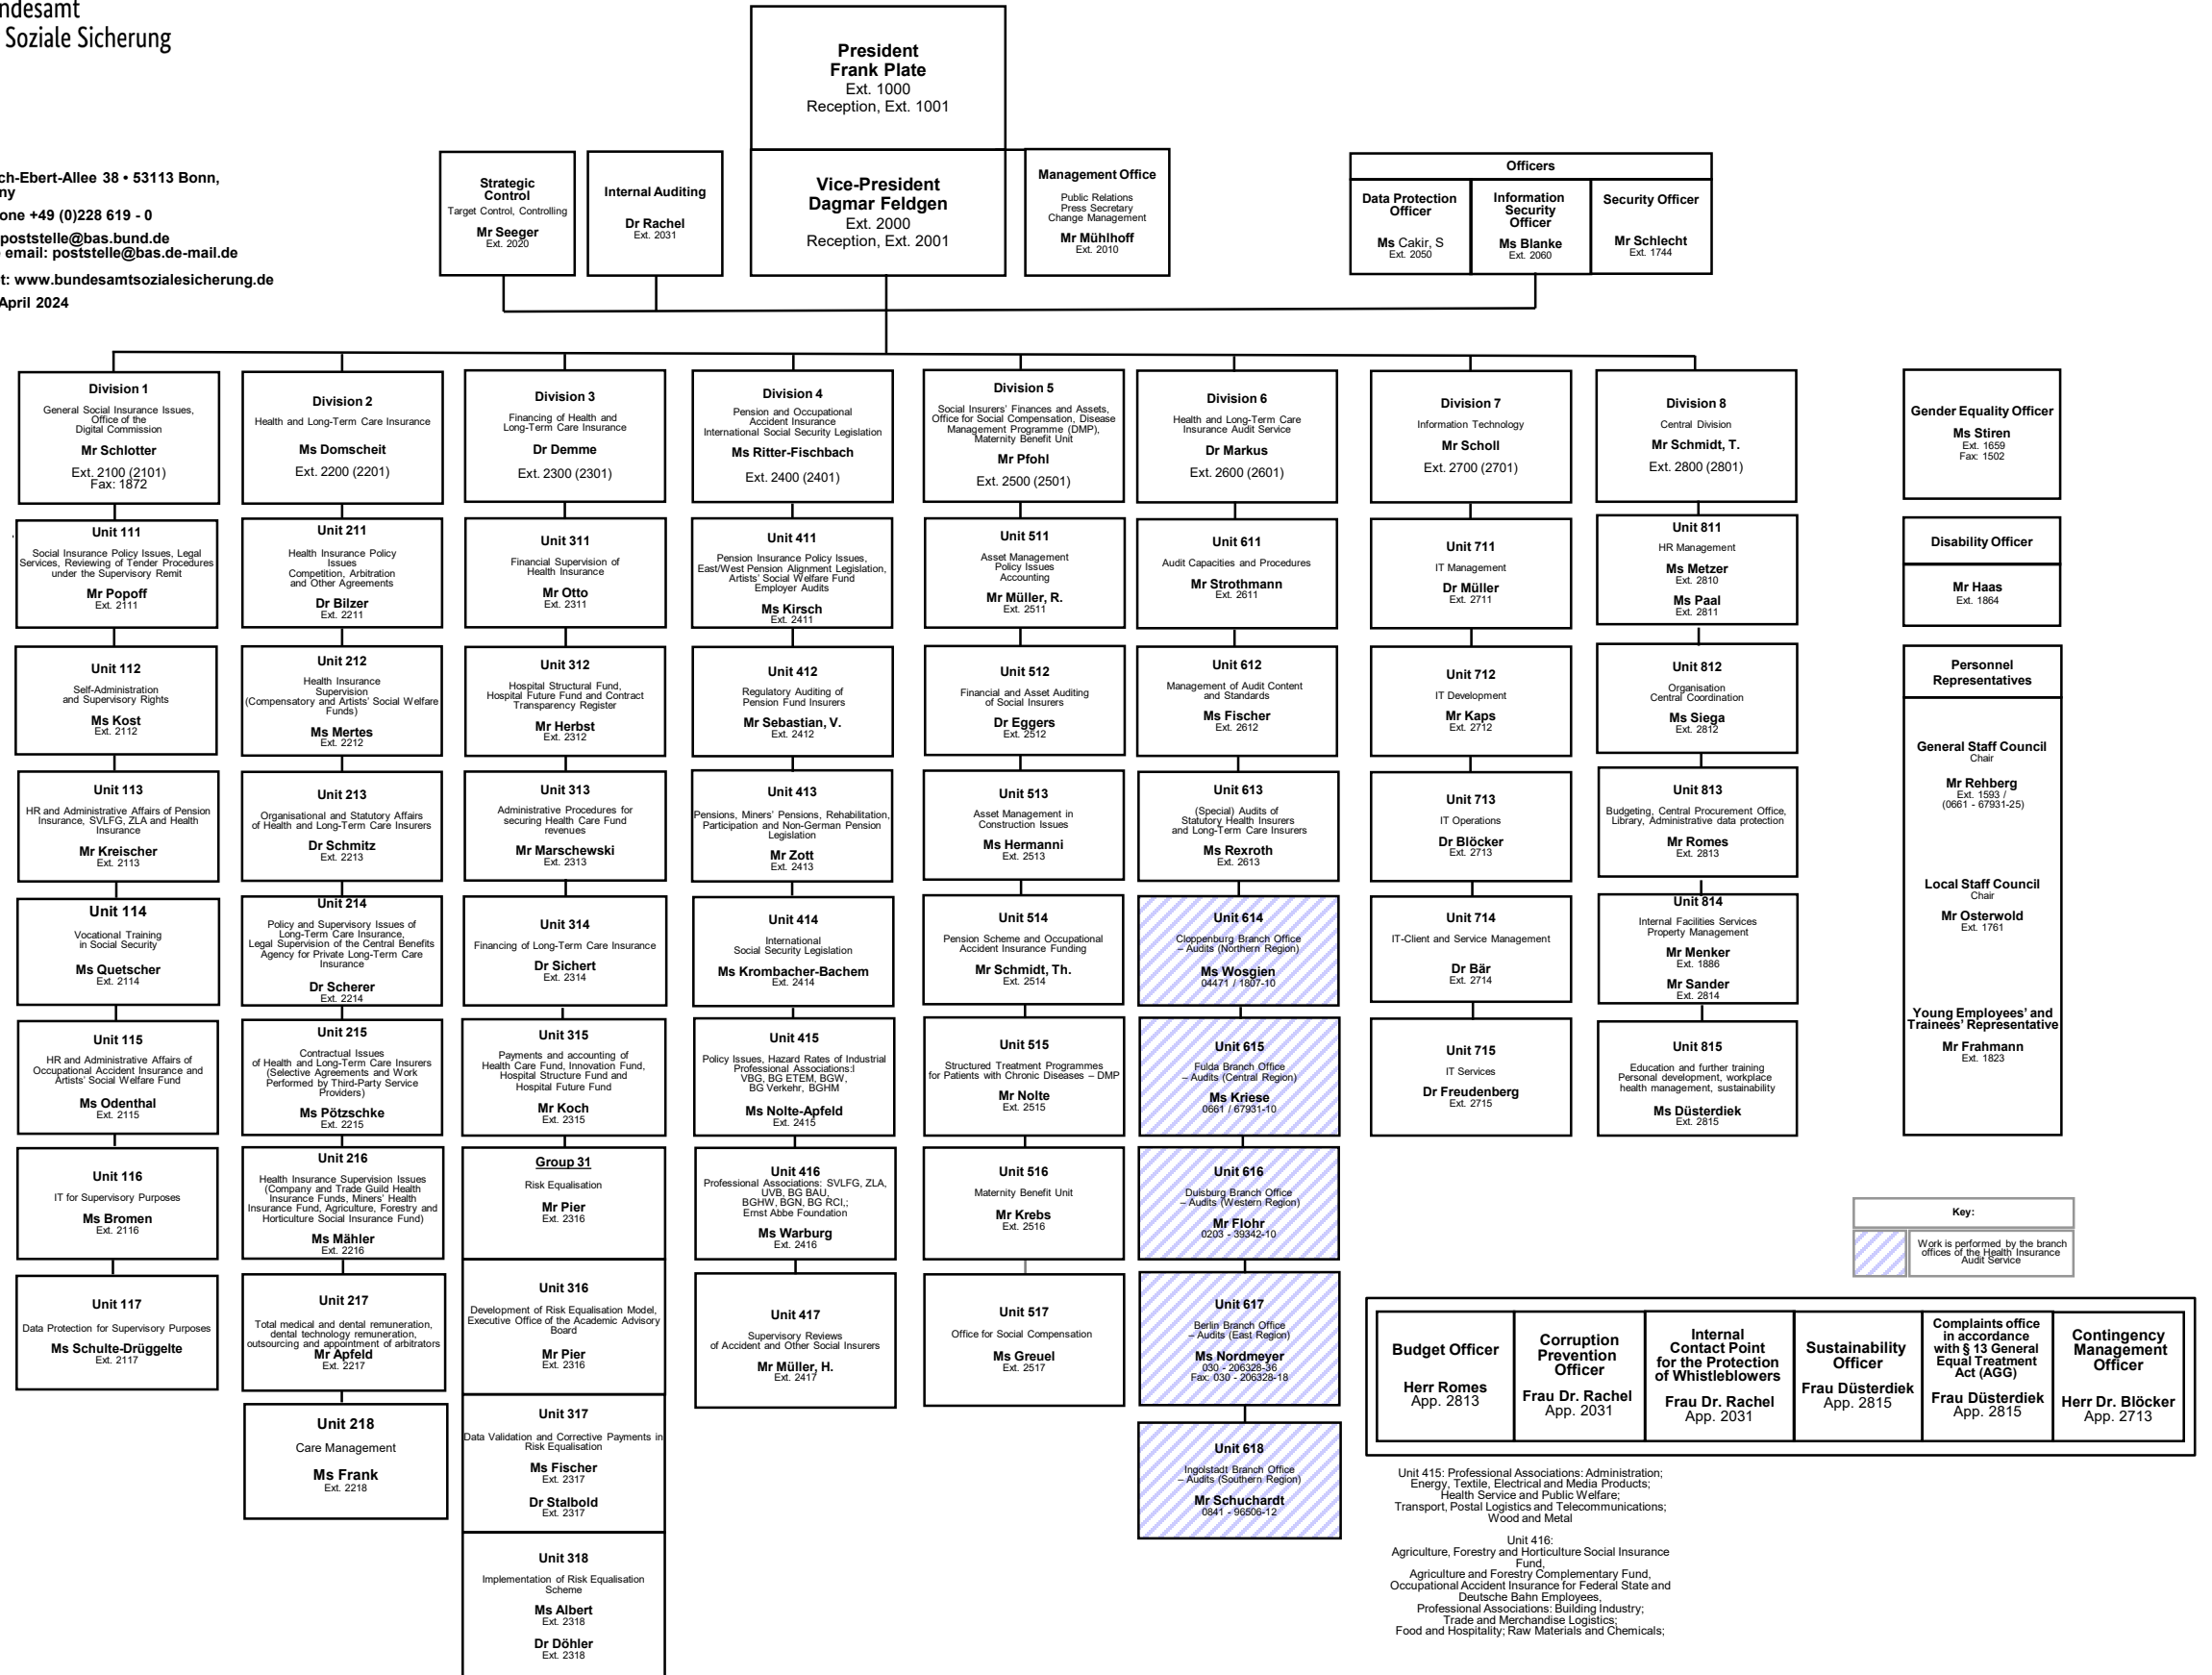 ndesamt
Soziale Sicherung
ch-Ebert-Allee 38 • 53113 Bonn,
ny
one +49 (0)228 619 - 0
poststelle@bas.bund.de
email: poststelle@bas.de-mail.de
t: www.bundesamtsozialesicherung.de
April 2024
President
Frank Plate
Ext. 1000
Reception, Ext. 1001
Strategic
Control
Target Control, Controlling
Mr Seeger
Ext. 2020
Internal Auditing
Dr Rachel
Ext. 2031
Vice-President
Dagmar Feldgen
Ext. 2000
Reception, Ext. 2001
Management Office
Public Relations
Press Secretary
Change Management
Mr Mühlhoff
Ext. 2010
Officers
Data Protection
Officer
Ms Cakir, S
Ext. 2050
Information
Security
Officer
Ms Blanke
Ext. 2060
Security Officer
Mr Schlecht
Ext. 1744
Division 1
General Social Insurance Issues,
Office of the
Digital Commission
Mr Schlotter
Ext. 2100 (2101)
Fax: 1872
Unit 111
Social Insurance Policy Issues, Legal
Services, Reviewing of Tender Procedures
under the Supervisory Remit
Mr Popoff
Ext. 2111
Unit 112
Self-Administration
and Supervisory Rights
Ms Kost
Ext. 2112
Unit 113
HR and Administrative Affairs of Pension
Insurance, SVLFG, ZLA and Health
Insurance
Mr Kreischer
Ext. 2113
Unit 114
Vocational Training
in Social Security
Ms Quetscher
Ext. 2114
Unit 115
HR and Administrative Affairs of
Occupational Accident Insurance and
Artists' Social Welfare Fund
Ms Odenthal
Ext. 2115
Unit 116
IT for Supervisory Purposes
Ms Bromen
Ext. 2116
Unit 117
Data Protection for Supervisory Purposes
Ms Schulte-Drüggelte
Ext. 2117
Division 2
Health and Long-Term Care Insurance
Ms Domscheit
Ext. 2200 (2201)
Unit 211
Health Insurance Policy
Issues
Competition, Arbitration
and Other Agreements
Dr Bilzer
Ext. 2211
Unit 212
Health Insurance
Supervision
(Compensatory and Artists' Social Welfare
Funds)
Ms Mertes
Ext. 2212
Unit 213
Organisational and Statutory Affairs
of Health and Long-Term Care Insurers
Dr Schmitz
Ext. 2213
Unit 214
Policy and Supervisory Issues of
Long-Term Care Insurance,
Legal Supervision of the Central Benefits
Agency for Private Long-Term Care
Insurance
Dr Scherer
Ext. 2214
Unit 215
Contractual Issues
of Health and Long-Term Care Insurers
(Selective Agreements and Work
Performed by Third-Party Service
Providers)
Ms Pötzschke
Ext. 2215
Unit 216
Health Insurance Supervision Issues
(Company and Trade Guild Health
Insurance Funds, Miners' Health
Insurance Fund, Agriculture, Forestry and
Horticulture Social Insurance Fund)
Ms Mähler
Ext. 2216
Unit 217
Total medical and dental remuneration,
dental technology remuneration,
outsourcing and appointment of arbitrators
Mr Apfeld
Ext. 2217
Unit 218
Care Management
Ms Frank
Ext. 2218
Division 3
Financing of Health and
Long-Term Care Insurance
Dr Demme
Ext. 2300 (2301)
Unit 311
Financial Supervision of
Health Insurance
Mr Otto
Ext. 2311
Unit 312
Hospital Structural Fund,
Hospital Future Fund and Contract
Transparency Register
Mr Herbst
Ext. 2312
Unit 313
Administrative Procedures for
securing Health Care Fund
revenues
Mr Marschewski
Ext. 2313
Unit 314
Financing of Long-Term Care Insurance
Dr Sichert
Ext. 2314
Unit 315
Payments and accounting of
Health Care Fund, Innovation Fund,
Hospital Structure Fund and
Hospital Future Fund
Mr Koch
Ext. 2315
Group 31
Risk Equalisation
Mr Pier
Ext. 2316
Unit 316
Development of Risk Equalisation Model,
Executive Office of the Academic Advisory
Board
Mr Pier
Ext. 2316
Unit 317
Data Validation and Corrective Payments in
Risk Equalisation
Ms Fischer
Ext. 2317
Dr Stalbold
Ext. 2317
Unit 318
Implementation of Risk Equalisation
Scheme
Ms Albert
Ext. 2318
Dr Döhler
Ext. 2318
Division 4
Pension and Occupational
Accident Insurance
International Social Security Legislation
Ms Ritter-Fischbach
Ext. 2400 (2401)
Unit 411
Pension Insurance Policy Issues,
East/West Pension Alignment Legislation,
Artists' Social Welfare Fund
Employer Audits
Ms Kirsch
Ext. 2411
Unit 412
Regulatory Auditing of
Pension Fund Insurers
Mr Sebastian, V.
Ext. 2412
Unit 413
Pensions, Miners' Pensions, Rehabilitation,
Participation and Non-German Pension
Legislation
Mr Zott
Ext. 2413
Unit 414
International
Social Security Legislation
Ms Krombacher-Bachem
Ext. 2414
Unit 415
Policy Issues, Hazard Rates of Industrial
Professional Associations:I
VBG, BG ETEM, BGW,
BG Verkehr, BGHM
Ms Nolte-Apfeld
Ext. 2415
Unit 416
Professional Associations: SVLFG, ZLA,
UVB, BG BAU,
BGHW, BGN, BG RCI,;
Ernst Abbe Foundation
Ms Warburg
Ext. 2416
Unit 417
Supervisory Reviews
of Accident and Other Social Insurers
Mr Müller, H.
Ext. 2417
Division 5
Social Insurers' Finances and Assets,
Office for Social Compensation, Disease
Management Programme (DMP),
Maternity Benefit Unit
Mr Pfohl
Ext. 2500 (2501)
Unit 511
Asset Management
Policy Issues
Accounting
Mr Müller, R.
Ext. 2511
Unit 512
Financial and Asset Auditing
of Social Insurers
Dr Eggers
Ext. 2512
Unit 513
Asset Management in
Construction Issues
Ms Hermanni
Ext. 2513
Unit 514
Pension Scheme and Occupational
Accident Insurance Funding
Mr Schmidt, Th.
Ext. 2514
Unit 515
Structured Treatment Programmes
for Patients with Chronic Diseases – DMP
Mr Nolte
Ext. 2515
Unit 516
Maternity Benefit Unit
Mr Krebs
Ext. 2516
Unit 517
Office for Social Compensation
Ms Greuel
Ext. 2517
Division 6
Health and Long-Term Care
Insurance Audit Service
Dr Markus
Ext. 2600 (2601)
Unit 611
Audit Capacities and Procedures
Mr Strothmann
Ext. 2611
Unit 612
Management of Audit Content
and Standards
Ms Fischer
Ext. 2612
Unit 613
(Special) Audits of
Statutory Health Insurers
and Long-Term Care Insurers
Ms Rexroth
Ext. 2613
Unit 614
Cloppenburg Branch Office
– Audits (Northern Region)
Ms Wosgien
04471 / 1807-10
Unit 615
Fulda Branch Office
– Audits (Central Region)
Ms Kriese
0661 / 67931-10
Unit 616
Duisburg Branch Office
– Audits (Western Region)
Mr Flohr
0203 - 39342-10
Unit 617
Berlin Branch Office
– Audits (East Region)
Ms Nordmeyer
030 - 206328-36
Fax: 030 - 206328-18
Unit 618
Ingolstadt Branch Office
– Audits (Southern Region)
Mr Schuchardt
0841 - 96506-12
Division 7
Information Technology
Mr Scholl
Ext. 2700 (2701)
Unit 711
IT Management
Dr Müller
Ext. 2711
Unit 712
IT Development
Mr Kaps
Ext. 2712
Unit 713
IT Operations
Dr Blöcker
Ext. 2713
Unit 714
IT-Client and Service Management
Dr Bär
Ext. 2714
Unit 715
IT Services
Dr Freudenberg
Ext. 2715
Division 8
Central Division
Mr Schmidt, T.
Ext. 2800 (2801)
Unit 811
HR Management
Ms Metzer
Ext. 2810
Ms Paal
Ext. 2811
Unit 812
Organisation
Central Coordination
Ms Siega
Ext. 2812
Unit 813
Budgeting, Central Procurement Office,
Library, Administrative data protection
Mr Romes
Ext. 2813
Unit 814
Internal Facilities Services
Property Management
Mr Menker
Ext. 1886
Mr Sander
Ext. 2814
Unit 815
Education and further training
Personal development, workplace
health management, sustainability
Ms Düsterdiek
Ext. 2815
Gender Equality Officer
Ms Stiren
Ext. 1659
Fax: 1502
Disability Officer
Mr Haas
Ext. 1864
Personnel
Representatives
General Staff Council
Chair
Mr Rehberg
Ext. 1593 /
(0661 - 67931-25)
Local Staff Council
Chair
Mr Osterwold
Ext. 1761
Young Employees' and
Trainees' Representative
Mr Frahmann
Ext. 1823
Key:
Work is performed by the branch
offices of the Health Insurance
Audit Service
Budget Officer
Herr Romes
App. 2813
Corruption
Prevention
Officer
Frau Dr. Rachel
App. 2031
Internal
Contact Point
for the Protection
of Whistleblowers
Frau Dr. Rachel
App. 2031
Sustainability
Officer
Frau Düsterdiek
App. 2815
Complaints office
in accordance
with § 13 General
Equal Treatment
Act (AGG)
Frau Düsterdiek
App. 2815
Contingency
Management
Officer
Herr Dr. Blöcker
App. 2713
Unit 415: Professional Associations: Administration;
Energy, Textile, Electrical and Media Products;
Health Service and Public Welfare;
Transport, Postal Logistics and Telecommunications;
Wood and Metal
Unit 416:
Agriculture, Forestry and Horticulture Social Insurance
Fund,
Agriculture and Forestry Complementary Fund,
Occupational Accident Insurance for Federal State and
Deutsche Bahn Employees,
Professional Associations: Building Industry;
Trade and Merchandise Logistics;
Food and Hospitality; Raw Materials and Chemicals;